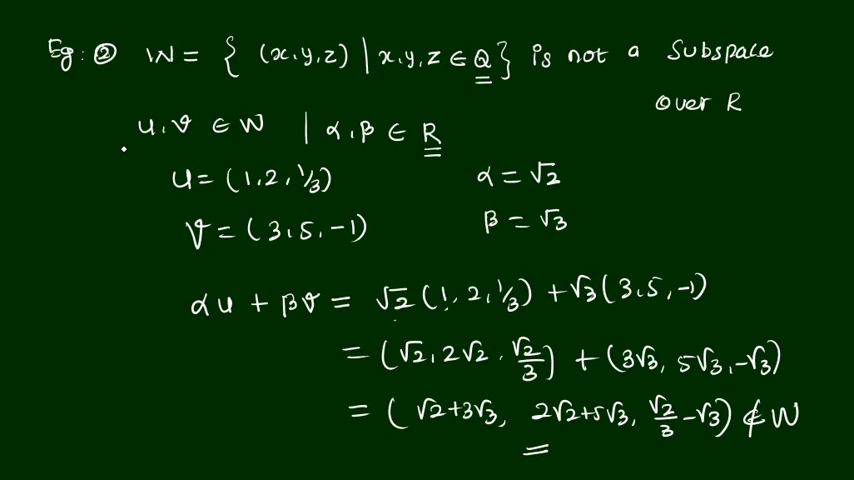 Eg: ② W = { (x,y,z) | x,y,z ∈ Q } is not a Subspace
over R
u,v ∈ W | α,β ∈ R
u = (1,2,1/3) α = √2
v = (3,5,-1) β = √3
αu + βv = √2(1,2,1/3) + √3(3,5,-1)
= (√2, 2√2, √2/3) + (3√3, 5√3, -√3)
= (√2+3√3, 2√2+5√3, √2/3 -√3) ∉ W